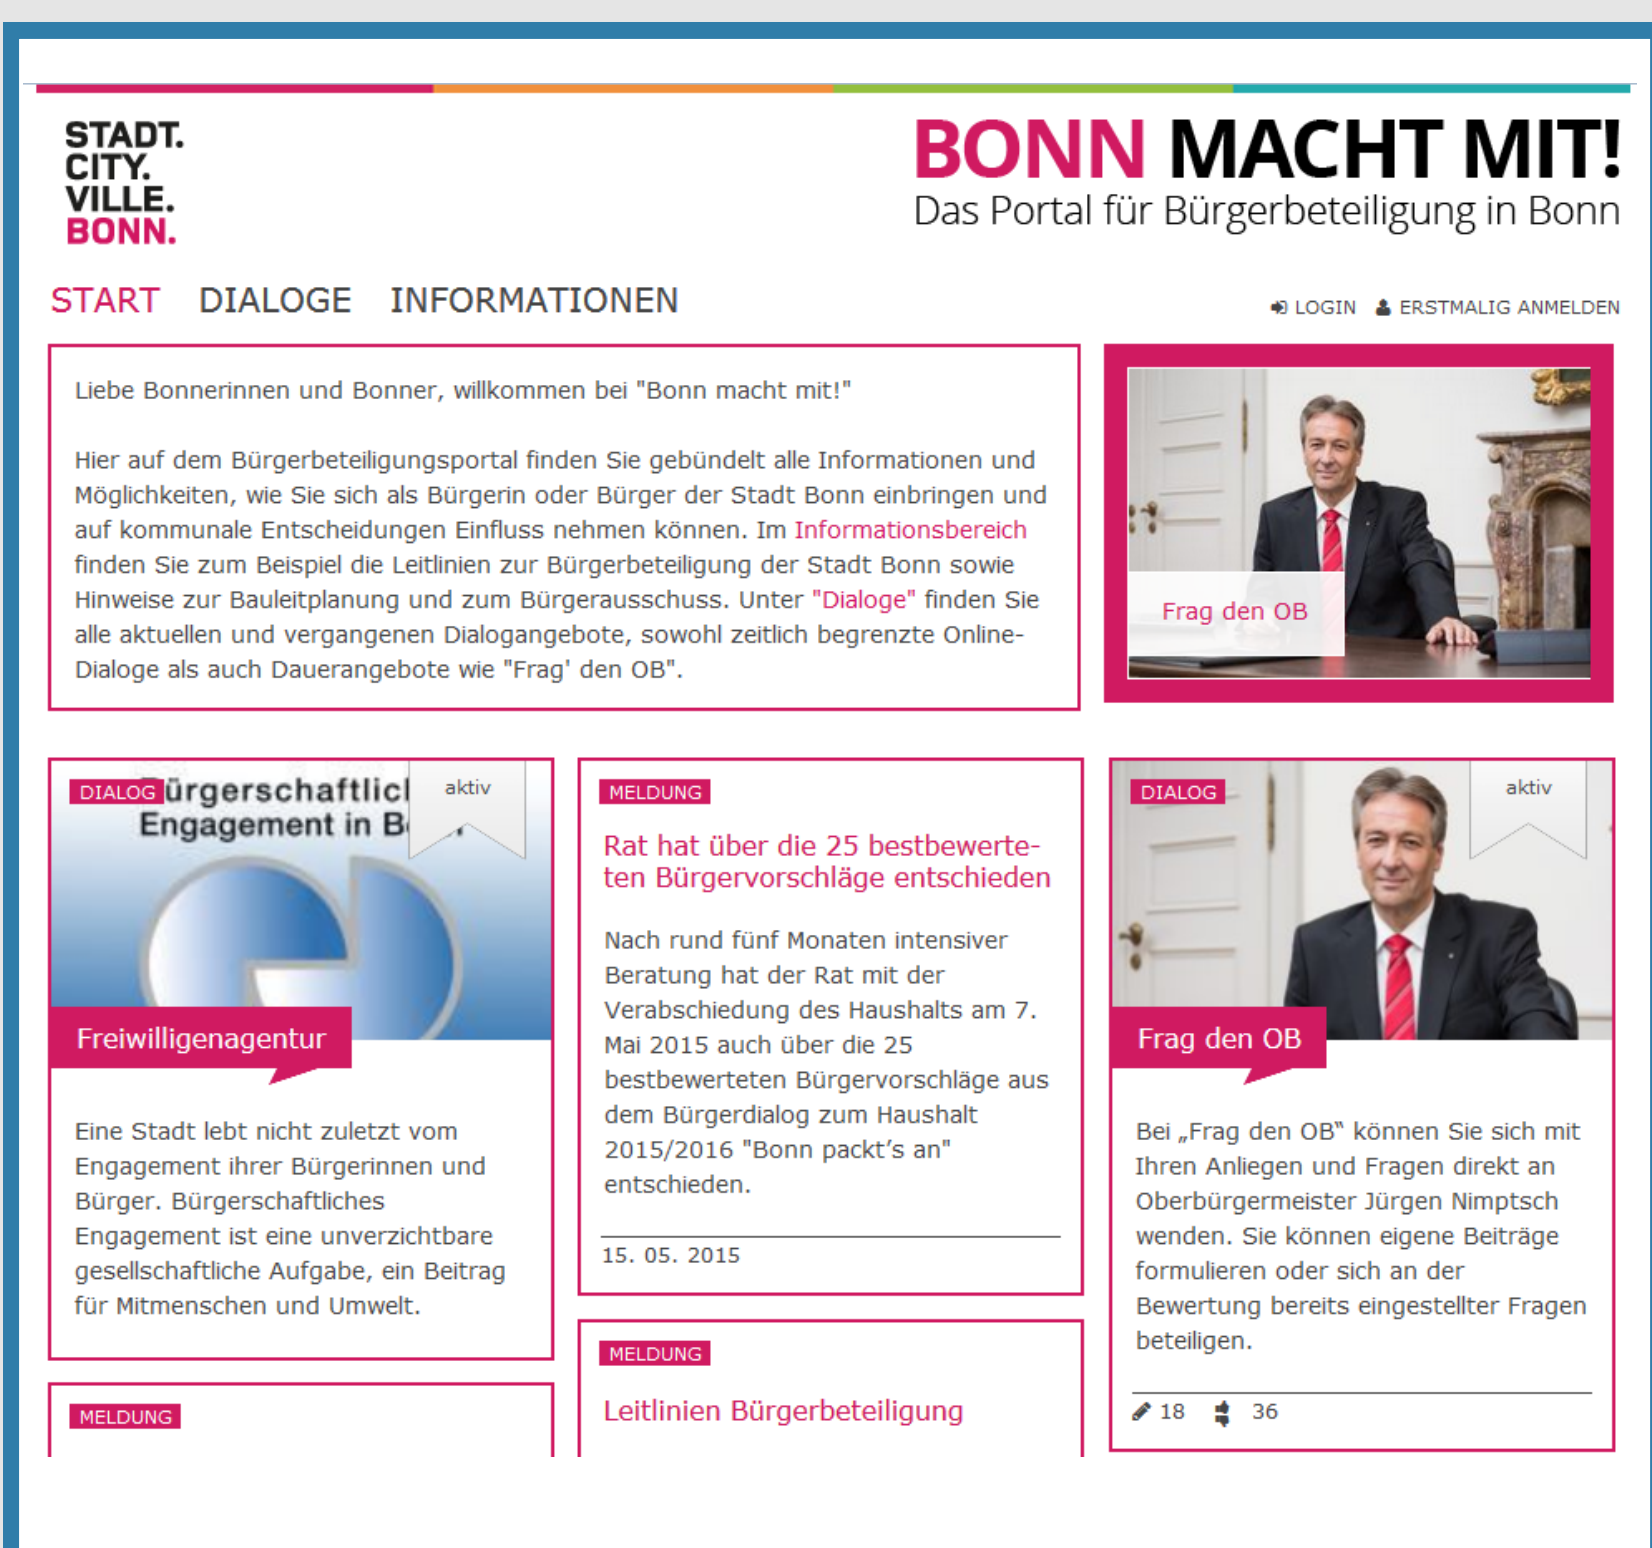 STADT.
CITY.
VILLE.
BONN.
BONN MACHT MIT!
Das Portal für Bürgerbeteiligung in Bonn
START DIALOGE INFORMATIONEN
LOGIN ERSTMALIG ANMELDEN
Liebe Bonnerinnen und Bonner, willkommen bei "Bonn macht mit!"
Hier auf dem Bürgerbeteiligungsportal finden Sie gebündelt alle Informationen und
Möglichkeiten, wie Sie sich als Bürgerin oder Bürger der Stadt Bonn einbringen und
auf kommunale Entscheidungen Einfluss nehmen können. Im Informationsbereich
finden Sie zum Beispiel die Leitlinien zur Bürgerbeteiligung der Stadt Bonn sowie
Hinweise zur Bauleitplanung und zum Bürgerausschuss. Unter "Dialoge" finden Sie
alle aktuellen und vergangenen Dialogangebote, sowohl zeitlich begrenzte Online-
Dialoge als auch Dauerangebote wie "Frag' den OB".
Frag den OB
DIALOG
aktiv
ürgerschaftlic
Engagement in B
Freiwilligenagentur
Eine Stadt lebt nicht zuletzt vom
Engagement ihrer Bürgerinnen und
Bürger. Bürgerschaftliches
Engagement ist eine unverzichtbare
gesellschaftliche Aufgabe, ein Beitrag
für Mitmenschen und Umwelt.
MELDUNG
MELDUNG
Rat hat über die 25 bestbewerte-
ten Bürgervorschläge entschieden
Nach rund fünf Monaten intensiver
Beratung hat der Rat mit der
Verabschiedung des Haushalts am 7.
Mai 2015 auch über die 25
bestbewerteten Bürgervorschläge aus
dem Bürgerdialog zum Haushalt
2015/2016 "Bonn packt’s an"
entschieden.
15. 05. 2015
MELDUNG
Leitlinien Bürgerbeteiligung
DIALOG
aktiv
Frag den OB
Bei „Frag den OB“ können Sie sich mit
Ihren Anliegen und Fragen direkt an
Oberbürgermeister Jürgen Nimptsch
wenden. Sie können eigene Beiträge
formulieren oder sich an der
Bewertung bereits eingestellter Fragen
beteiligen.
18 36